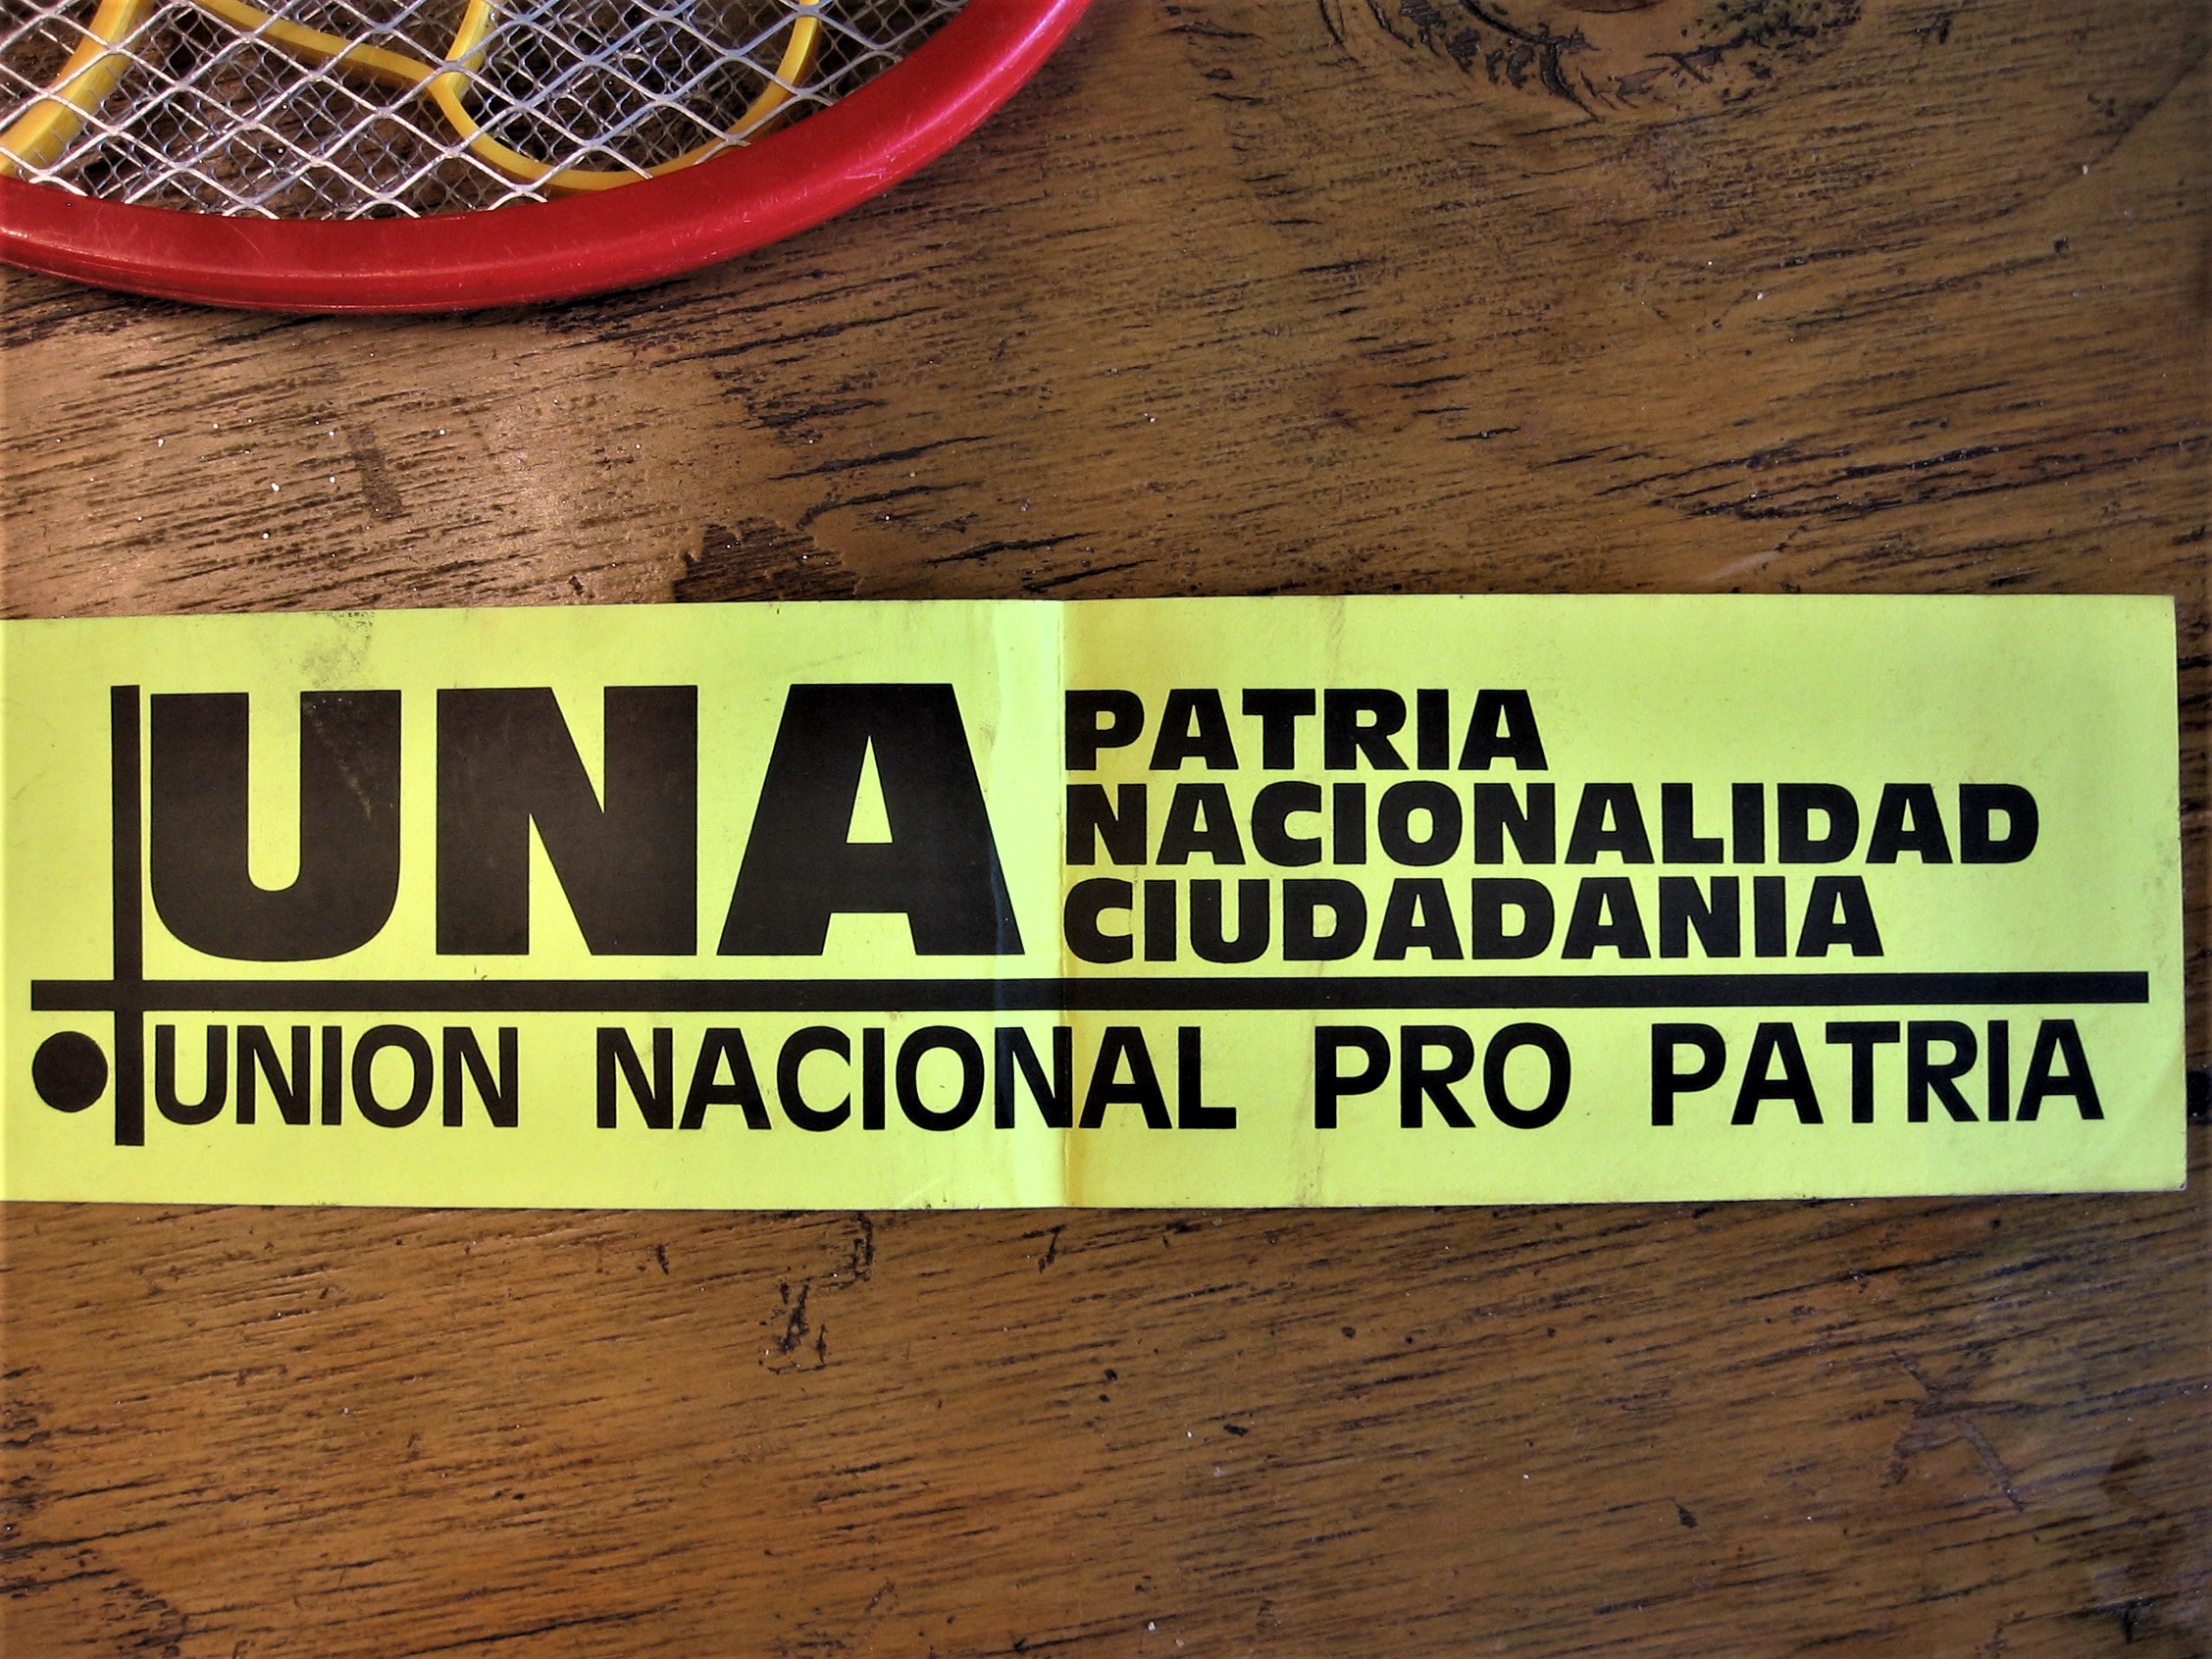 UNA
PATRIA
NACIONALIDAD
CIUDADANIA
UNION NACIONAL PRO PATRIA